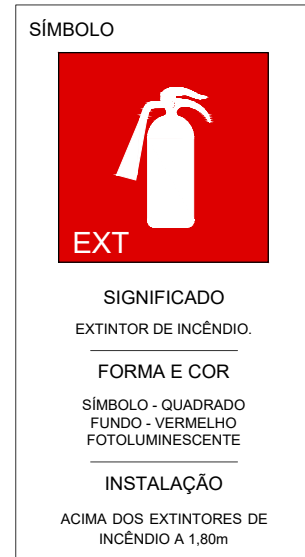 SÍMBOLO
EXT
SIGNIFICADO
EXTINTOR DE INCÊNDIO.
FORMA E COR
SÍMBOLO - QUADRADO
FUNDO - VERMELHO
FOTOLUMINESCENTE
INSTALAÇÃO
ACIMA DOS EXTINTORES DE
INCÊNDIO A 1,80m